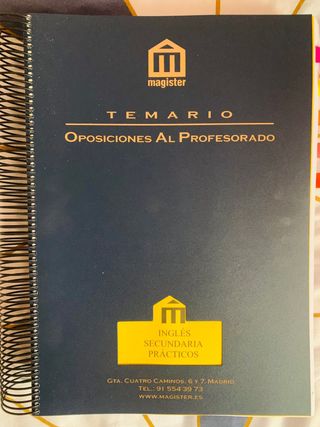 magister
TEMARIO
OPOSICIONES AL PROFESORADO
INGLÉS
SECUNDARIA
PRÁCTICOS
GTA. CUATRO CAMINOS, 6 Y 7. MADRID
TEL.: 91 554 39 73
WWW.MAGISTER.ES